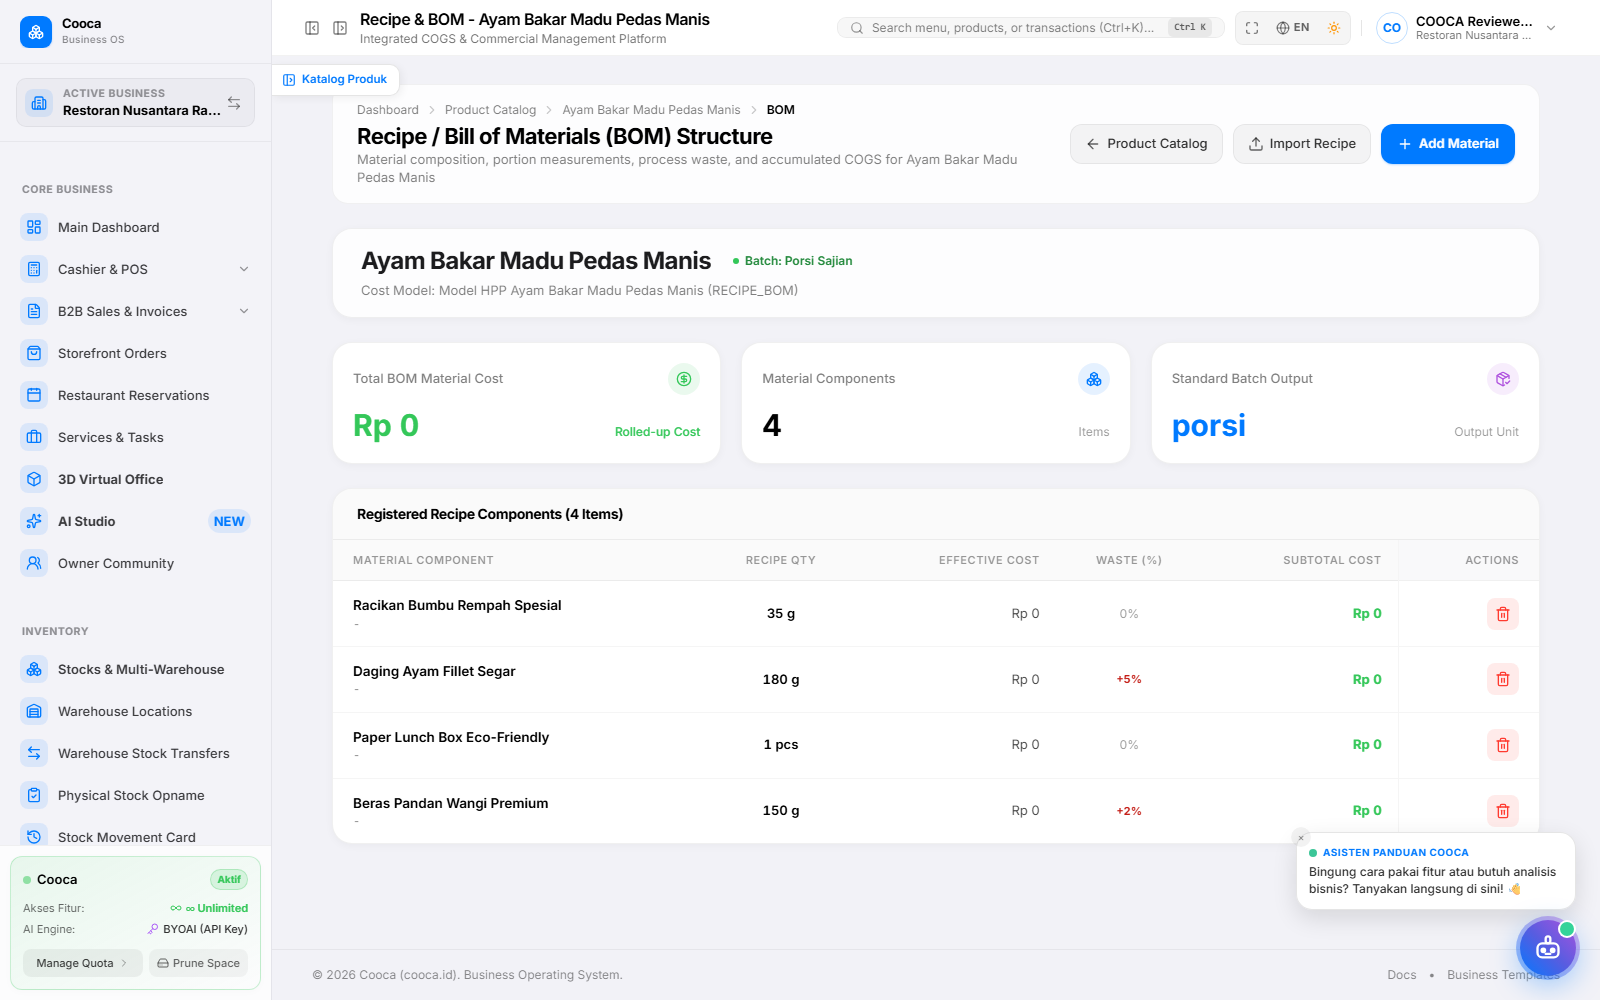 Cooca
Business OS
ACTIVE BUSINESS
Restoran Nusantara Ra...
CORE BUSINESS
Main Dashboard
Cashier & POS
B2B Sales & Invoices
Storefront Orders
Restaurant Reservations
Services & Tasks
3D Virtual Office
AI Studio NEW
Owner Community
INVENTORY
Stocks & Multi-Warehouse
Warehouse Locations
Warehouse Stock Transfers
Physical Stock Opname
Stock Movement Card
Cooca Aktif
Akses Fitur: ∞ ∞ Unlimited
AI Engine: BYOAI (API Key)
Manage Quota Prune Space
Recipe & BOM - Ayam Bakar Madu Pedas Manis
Integrated COGS & Commercial Management Platform
Search menu, products, or transactions (Ctrl+K)... Ctrl K
EN
CO
COOCA Reviewe...
Restoran Nusantara ...
Katalog Produk
Dashboard Product Catalog Ayam Bakar Madu Pedas Manis BOM
Recipe / Bill of Materials (BOM) Structure
Material composition, portion measurements, process waste, and accumulated COGS for Ayam Bakar Madu
Pedas Manis
Product Catalog Import Recipe Add Material
Ayam Bakar Madu Pedas Manis Batch: Porsi Sajian
Cost Model: Model HPP Ayam Bakar Madu Pedas Manis (RECIPE_BOM)
Total BOM Material Cost
Rp 0 Rolled-up Cost
Material Components
4 Items
Standard Batch Output
porsi Output Unit
Registered Recipe Components (4 Items)
MATERIAL COMPONENT RECIPE QTY EFFECTIVE COST WASTE (%) SUBTOTAL COST ACTIONS
Racikan Bumbu Rempah Spesial 35 g Rp 0 0% Rp 0
-
Daging Ayam Fillet Segar 180 g Rp 0 +5% Rp 0
-
Paper Lunch Box Eco-Friendly 1 pcs Rp 0 0% Rp 0
-
Beras Pandan Wangi Premium 150 g Rp 0 +2% Rp 0
-
×
ASISTEN PANDUAN COOCA
Bingung cara pakai fitur atau butuh analisis
bisnis? Tanyakan langsung di sini! 👋
© 2026 Cooca (cooca.id). Business Operating System.
Docs • Business Templates